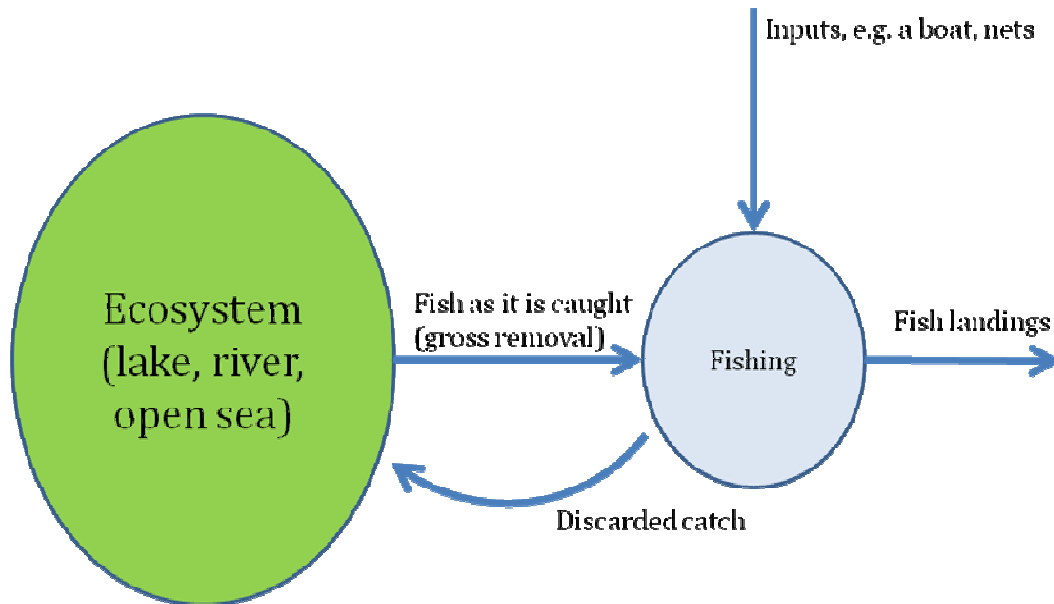 Inputs, e.g. a boat, nets
Ecosystem
(lake, river,
open sea)
Fish as it is caught
(gross removal)
Fishing
Fish landings
Discarded catch